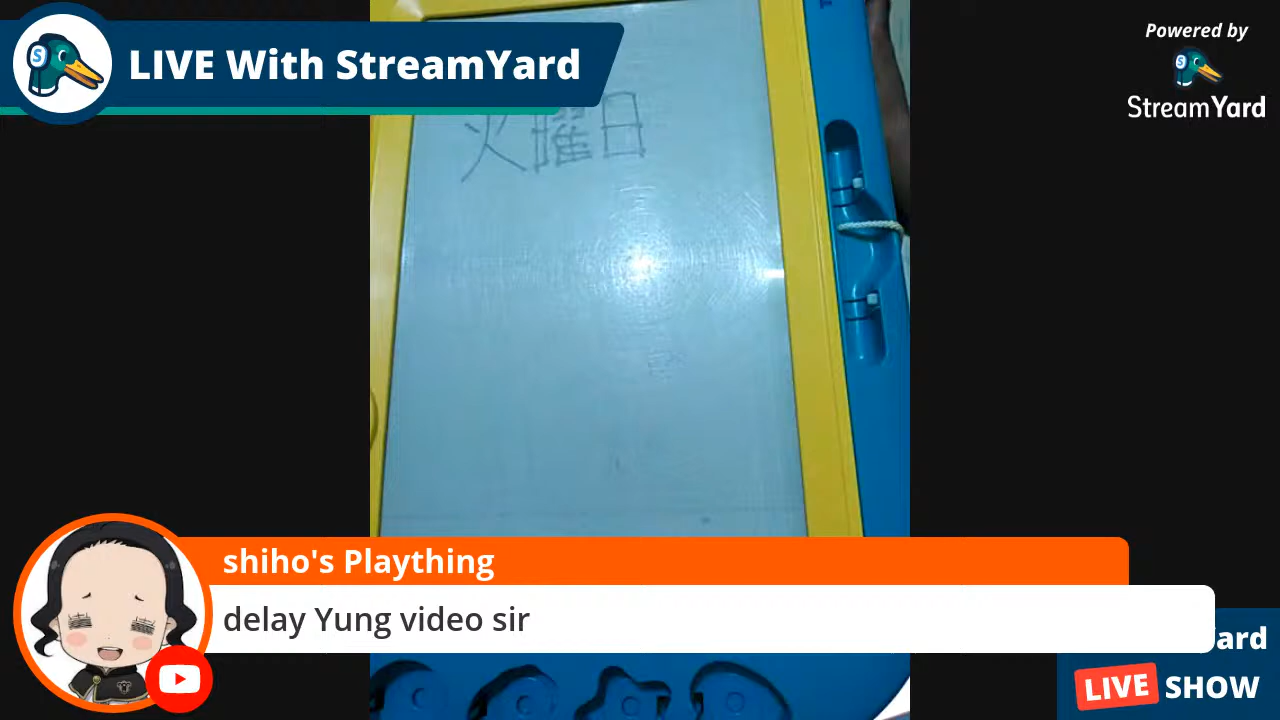 LIVE With StreamYard
Powered by
StreamYard
火曜日
shiho's Plaything
delay Yung video sir
LIVE SHOW